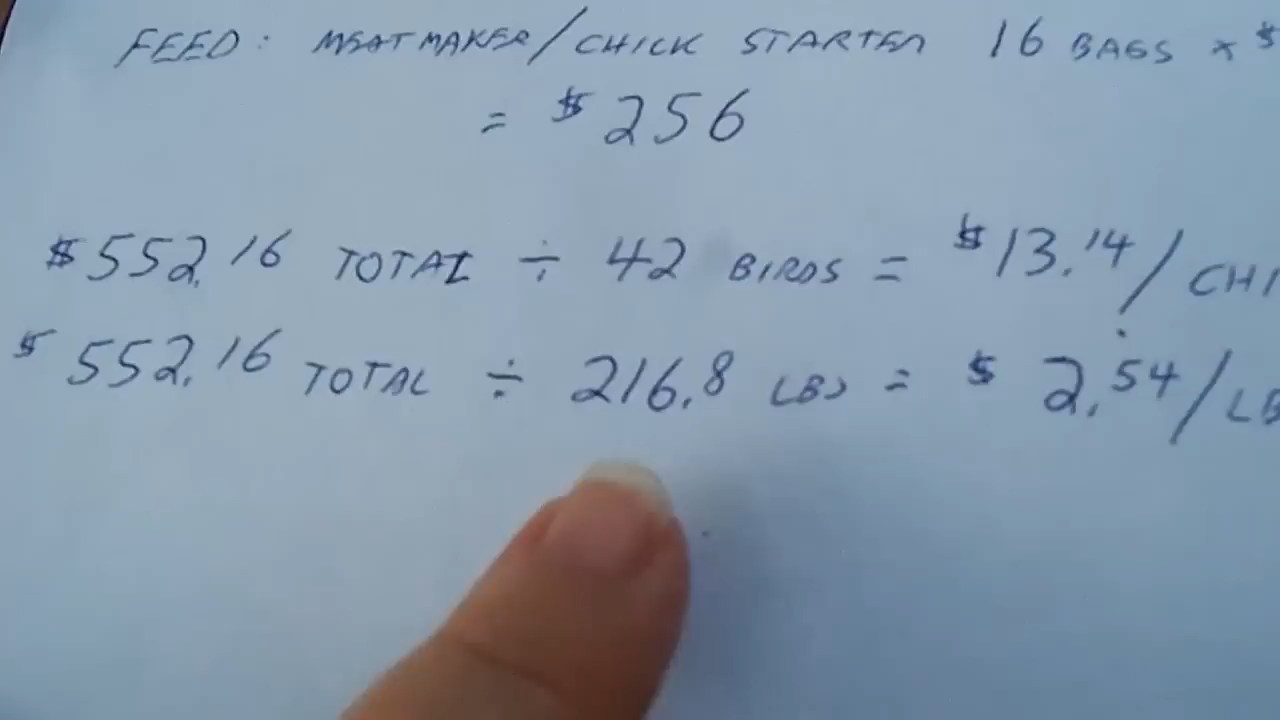 FEED: MEATMAKER/CHICK STARTER 16 BAGS x $
= $256
$552.16 TOTAL ÷ 42 BIRDS = $13.14/CHI
$552.16 TOTAL ÷ 216.8 LBS = $2.54/LB